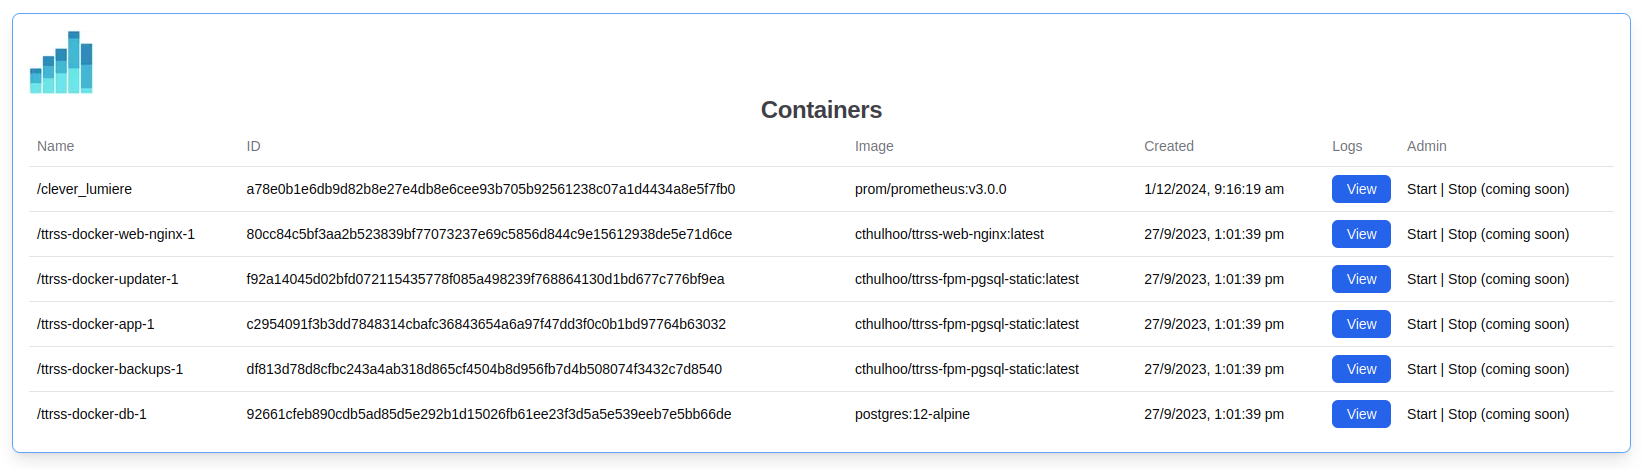 Containers
Name ID Image Created Logs Admin
/clever_lumiere a78e0b1e6db9d82b8e27e4db8e6cee93b705b92561238c07a1d4434a8e5f7fb0 prom/prometheus:v3.0.0 1/12/2024, 9:16:19 am View Start | Stop (coming soon)
/ttrss-docker-web-nginx-1 80cc84c5bf3aa2b523839bf77073237e69c5856d844c9e15612938de5e71d6ce cthulhoo/ttrss-web-nginx:latest 27/9/2023, 1:01:39 pm View Start | Stop (coming soon)
/ttrss-docker-updater-1 f92a14045d02bfd072115435778f085a498239f768864130d1bd677c776bf9ea cthulhoo/ttrss-fpm-pgsql-static:latest 27/9/2023, 1:01:39 pm View Start | Stop (coming soon)
/ttrss-docker-app-1 c2954091f3b3dd7848314cbafc36843654a6a97f47dd3f0c0b1bd97764b63032 cthulhoo/ttrss-fpm-pgsql-static:latest 27/9/2023, 1:01:39 pm View Start | Stop (coming soon)
/ttrss-docker-backups-1 df813d78d8cfbc243a4ab318d865cf4504b8d956fb7d4b508074f3432c7d8540 cthulhoo/ttrss-fpm-pgsql-static:latest 27/9/2023, 1:01:39 pm View Start | Stop (coming soon)
/ttrss-docker-db-1 92661cfeb890cdb5ad85d5e292b1d15026fb61ee23f3d5a5e539eeb7e5bb66de postgres:12-alpine 27/9/2023, 1:01:39 pm View Start | Stop (coming soon)